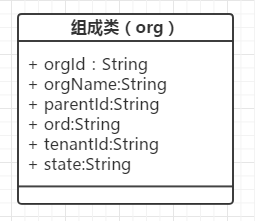 组成类（org）
+ orgId：String
+ orgName:String
+ parentId:String
+ ord:String
+ tenantId:String
+ state:String